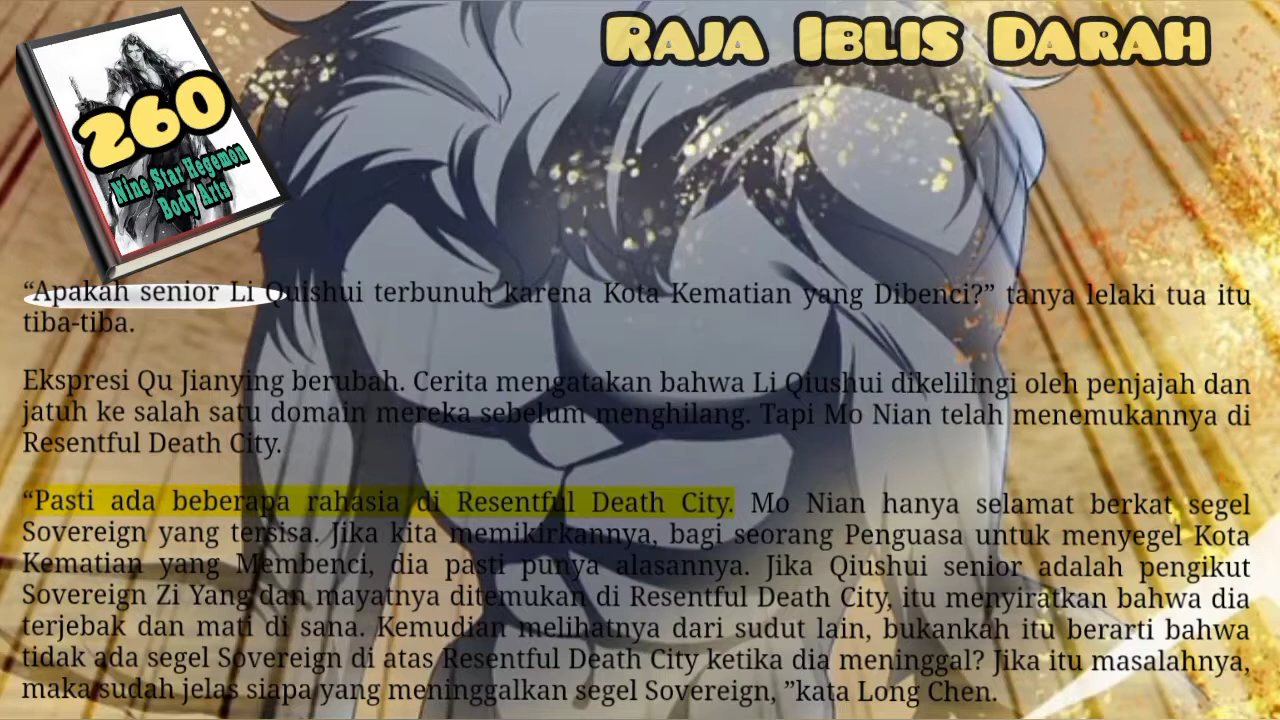 Raja Iblis Darah
260
Nine Star Hegemon
Body Arts
“Apakah senior Li Quishui terbunuh karena Kota Kematian yang Dibenci?” tanya lelaki tua itu
tiba-tiba.
Ekspresi Qu Jianying berubah. Cerita mengatakan bahwa Li Qiushui dikelilingi oleh penjajah dan
jatuh ke salah satu domain mereka sebelum menghilang. Tapi Mo Nian telah menemukannya di
Resentful Death City.
“Pasti ada beberapa rahasia di Resentful Death City. Mo Nian hanya selamat berkat segel
Sovereign yang tersisa. Jika kita memikirkannya, bagi seorang Penguasa untuk menyegel Kota
Kematian yang Membenci, dia pasti punya alasannya. Jika Qiushui senior adalah pengikut
Sovereign Zi Yang dan mayatnya ditemukan di Resentful Death City, itu menyiratkan bahwa dia
terjebak dan mati di sana. Kemudian melihatnya dari sudut lain, bukankah itu berarti bahwa
tidak ada segel Sovereign di atas Resentful Death City ketika dia meninggal? Jika itu masalahnya,
maka sudah jelas siapa yang meninggalkan segel Sovereign, ”kata Long Chen.